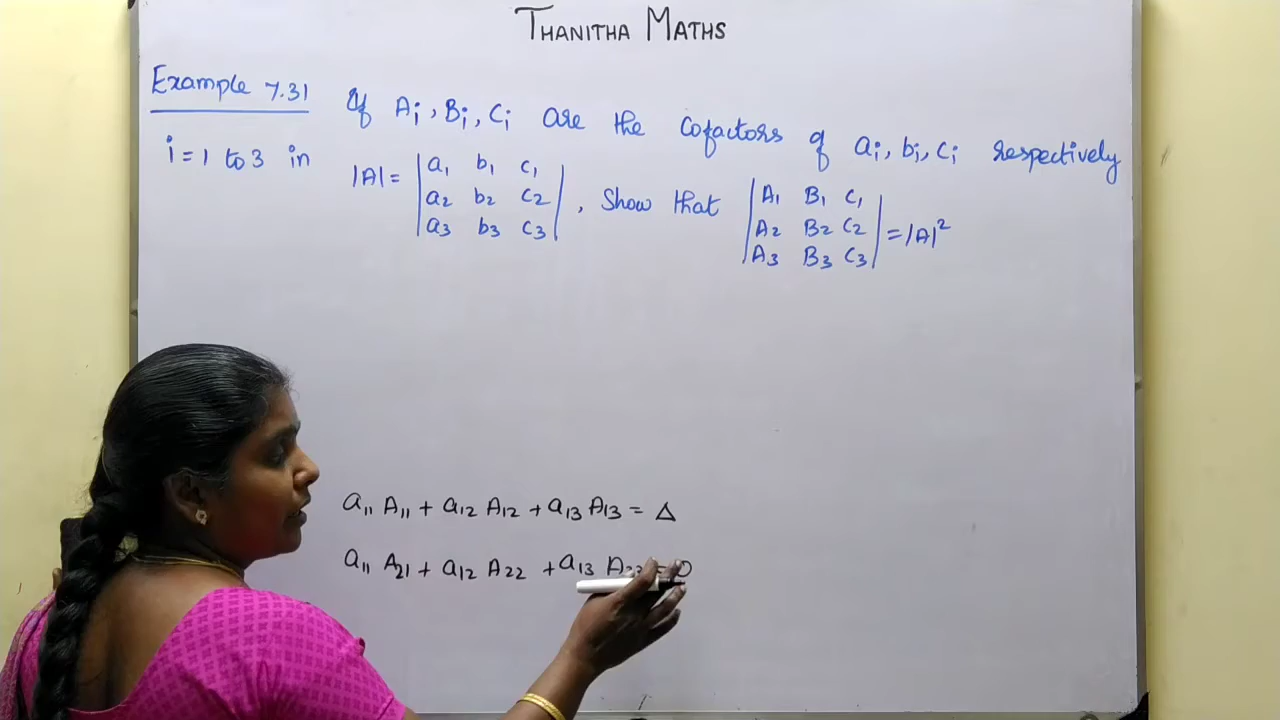 THANITHA MATHS
Example 7.31 If Ai, Bi, Ci are the cofactors of ai, bi, ci respectively
i = 1 to 3 in |A| = | a1 b1 c1 | , Show that | A1 B1 C1 | = |A|²
| a2 b2 c2 | | A2 B2 C2 |
| a3 b3 c3 | | A3 B3 C3 |
a11 A11 + a12 A12 + a13 A13 = Δ
a11 A21 + a12 A22 + a13 A23 = 0